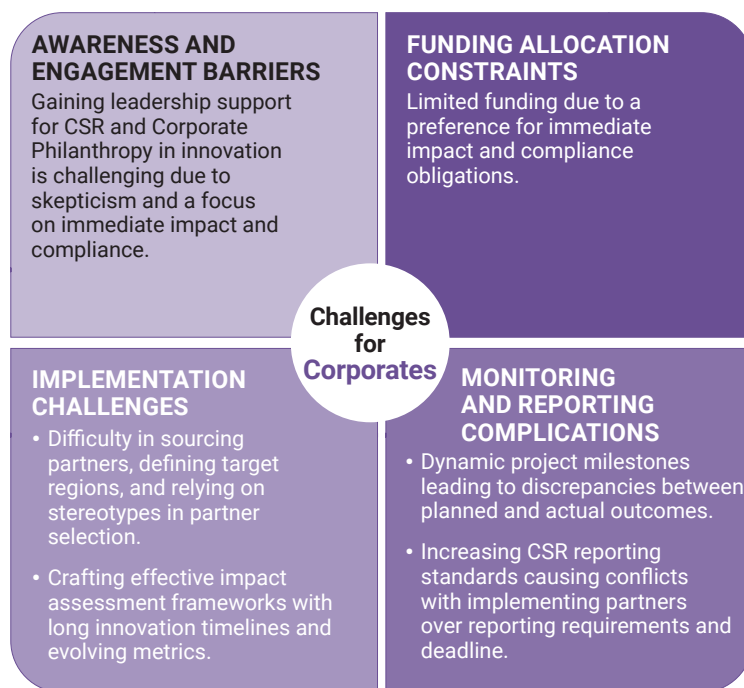 AWARENESS AND
ENGAGEMENT BARRIERS
Gaining leadership support
for CSR and Corporate
Philanthropy in innovation
is challenging due to
skepticism and a focus
on immediate impact and
compliance.
FUNDING ALLOCATION
CONSTRAINTS
Limited funding due to a
preference for immediate
impact and compliance
obligations.
Challenges
for
Corporates
IMPLEMENTATION
CHALLENGES
• Difficulty in sourcing
partners, defining target
regions, and relying on
stereotypes in partner
selection.
• Crafting effective impact
assessment frameworks with
long innovation timelines and
evolving metrics.
MONITORING
AND REPORTING
COMPLICATIONS
• Dynamic project milestones
leading to discrepancies between
planned and actual outcomes.
• Increasing CSR reporting
standards causing conflicts
with implementing partners
over reporting requirements and
deadline.